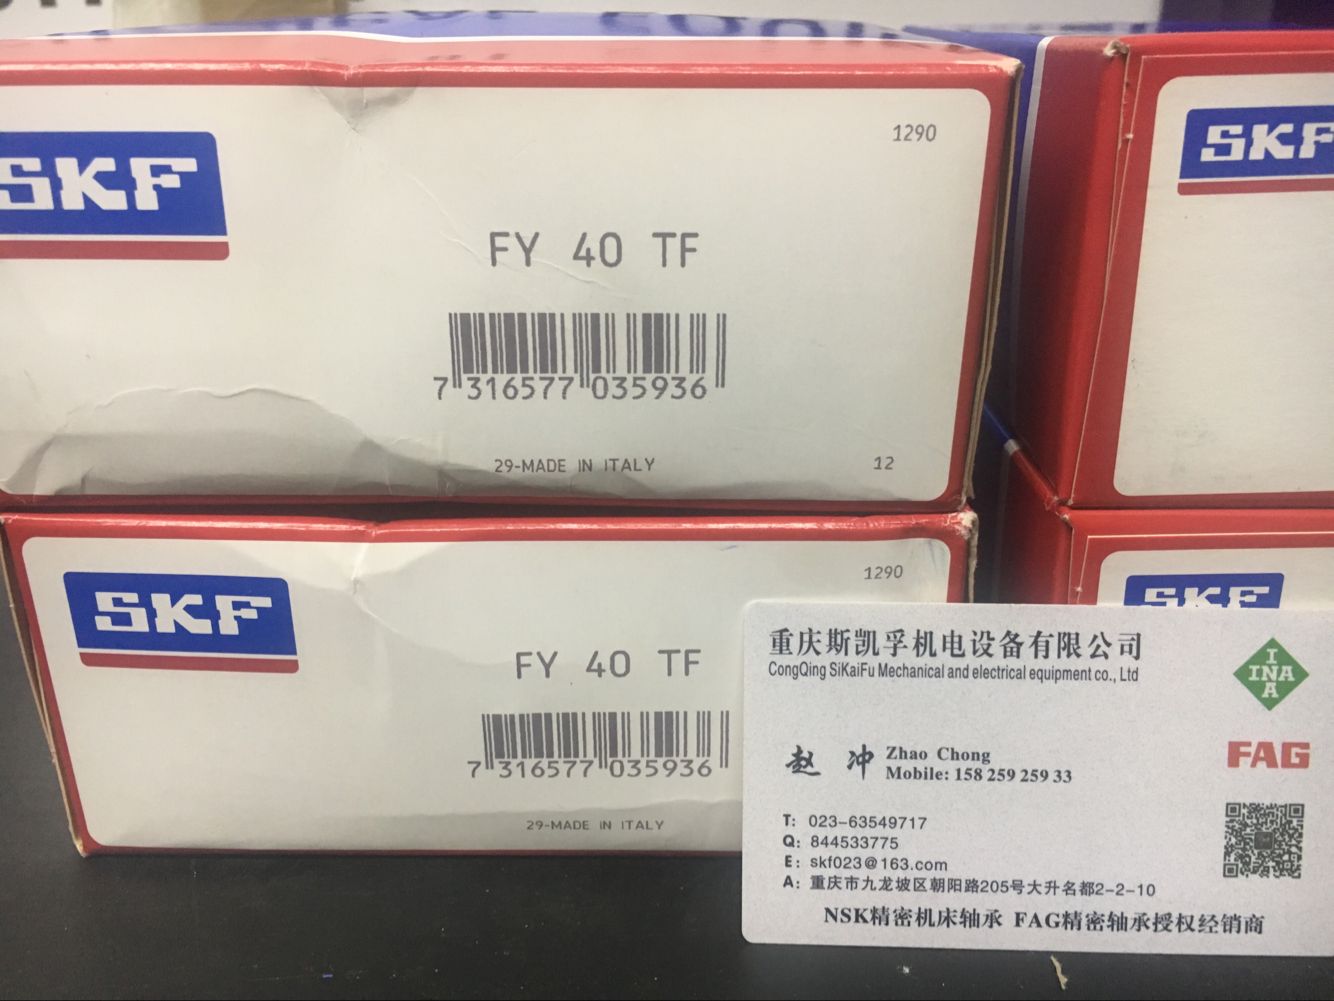 SKF
1290
FY 40 TF
7 316577 035936
29-MADE IN ITALY
12
SKF
SKF
1290
FY 40 TF
7 316577 035936
29-MADE IN ITALY
SKF
重庆斯凯孚机电设备有限公司
CongQing SiKaiFu Mechanical and electrical equipment co., Ltd
INA
INA
FAG
赵 冲 Zhao Chong
Mobile: 158 259 259 33
T: 023-63549717
Q: 844533775
E: skf023@163.com
A: 重庆市九龙坡区朝阳路205号大升名都2-2-10
NSK精密机床轴承 FAG精密轴承授权经销商